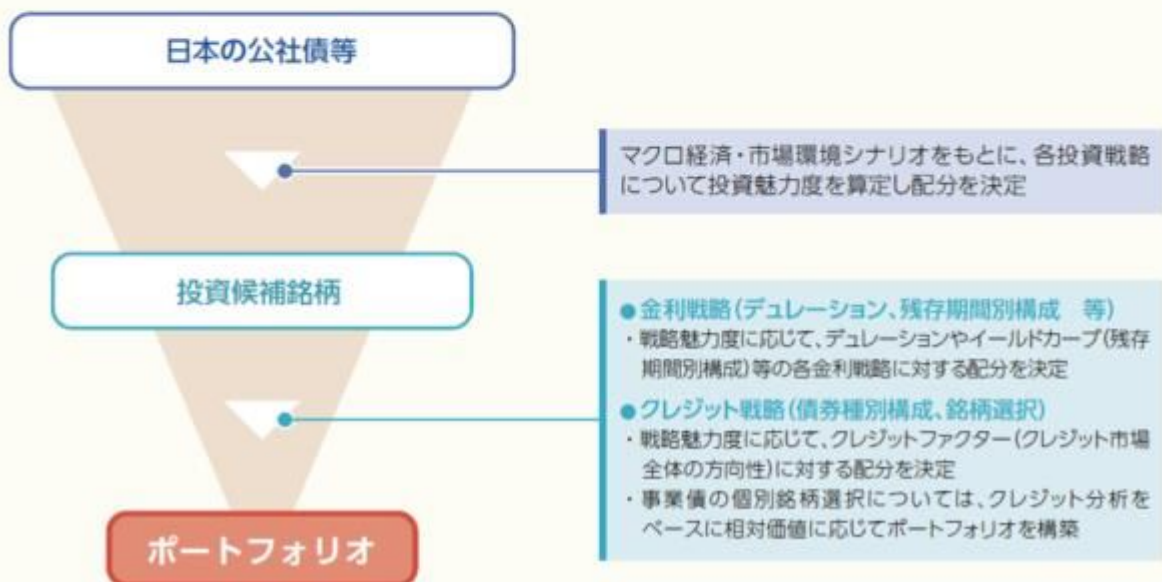 日本の公社債等
マクロ経済・市場環境シナリオをもとに、各投資戦略
について投資魅力度を算定し配分を決定
投資候補銘柄
●金利戦略(デュレーション、残存期間別構成　等)
・戦略魅力度に応じて、デュレーションやイールドカーブ(残存
期間別構成)等の各金利戦略に対する配分を決定
●クレジット戦略(債券種別構成、銘柄選択)
・戦略魅力度に応じて、クレジットファクター(クレジット市場
全体の方向性)に対する配分を決定
・事業債の個別銘柄選択については、クレジット分析を
ベースに相対価値に応じてポートフォリオを構築
ポートフォリオ